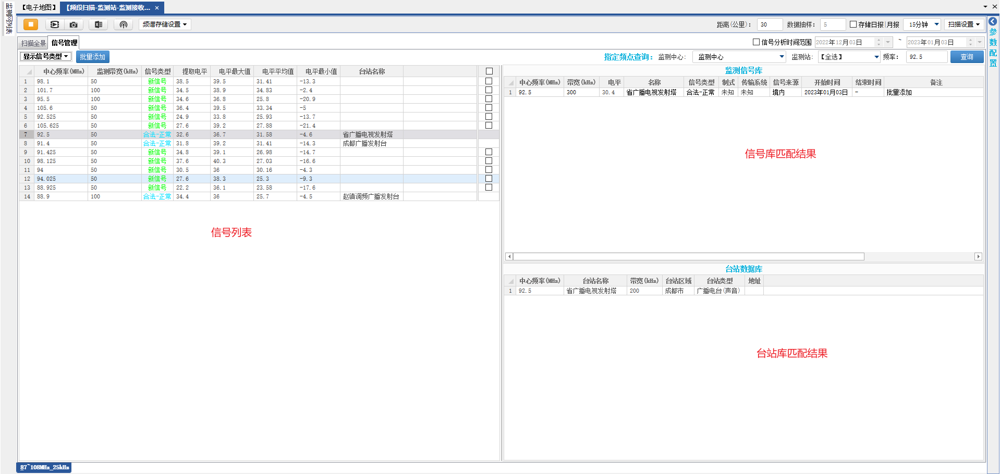 监测网列表
【电子地图】 【频段扫描-监测站-监测接收... ×
频谱存储设置 距离(公里): 30 数据抽样: 5 存储日报|月报 15分钟 扫描设置
扫描全景 信号管理 信号分析时间范围 2022年12月03日 ~ 2023年01月03日
显示信号类型 批量添加 指定频点查询: 监测中心: 监测中心 监测站: 【全选】 频率: 92.5 查询
参数配置
中心频率(MHz) 监测带宽(kHz) 信号类型 提取电平 电平最大值 电平平均值 电平最小值 台站名称
1 98.1 50 新信号 38.5 39.5 31.41 -13.3
2 101.7 100 新信号 34.5 38.9 34.83 -2.4
3 95.5 100 新信号 34.6 36.8 25.8 -20.9
4 105.6 50 新信号 36.4 39.5 33.34 -5
5 92.525 50 新信号 24.9 33.8 25.93 -13.7
6 105.625 50 新信号 27.6 39.2 27.88 -21.4
7 92.5 50 合法-正常 32.6 36.7 31.58 -4.6 省广播电视发射塔
8 91.4 50 合法-正常 31.8 39.2 31.41 -14.3 成都广播发射台
9 91.425 50 新信号 34.8 39.1 26.98 -14.7
10 98.125 50 新信号 37.6 40.3 27.03 -16.6
11 94 50 新信号 30.5 36 30.16 -4.3
12 94.025 50 新信号 27.6 38.3 25.3 -9.3
13 88.925 50 新信号 22.2 36.1 23.58 -17.6
14 88.9 100 合法-正常 34.4 36 25.7 -4.5 赵镇调频广播发射台
信号列表
监测信号库
中心频率(MHz) 带宽(kHz) 电平 名称 信号类型 制式 传输系统 信号来源 开始时间 结束时间 备注
1 92.5 300 30.4 省广播电视发射塔 合法-正常 未知 未知 境内 2023年01月03日 - 批量添加
信号库匹配结果
台站数据库
中心频率(MHz) 台站名称 带宽(kHz) 台站区域 台站类型 地址
1 92.5 省广播电视发射塔 200 成都市 广播电台(声音)
台站库匹配结果
87~108MHz_25kHz